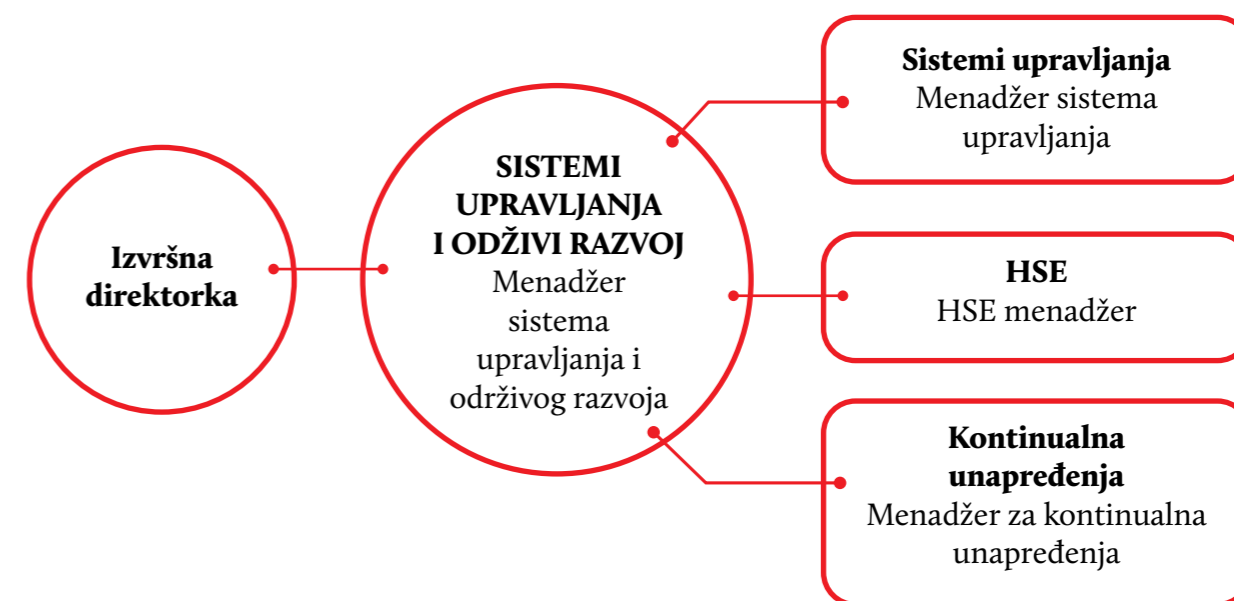 Izvršna
direktorka
SISTEMI
UPRAVLJANJA
I ODŽIVI RAZVOJ
Menadžer
sistema
upravljanja i
održivog razvoja
Sistemi upravljanja
Menadžer sistema
upravljanja
HSE
HSE menadžer
Kontinualna
unapređenja
Menadžer za kontinualna
unapređenja